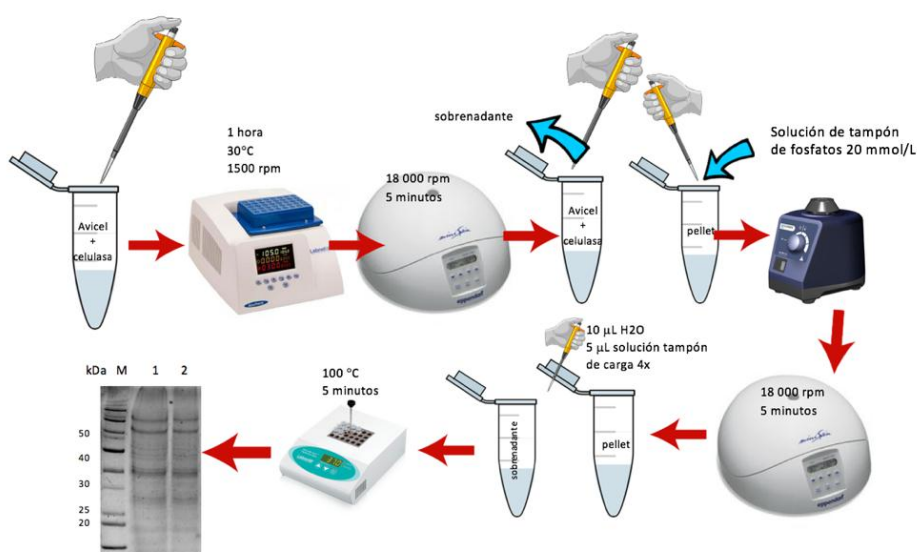 1 hora
30°C
1500 rpm
Avicel
+
celulasa
18 000 rpm
5 minutos
sobrenadante
Avicel
+
celulasa
Solución de tampón
de fosfatos 20 mmol/L
pellet
18 000 rpm
5 minutos
10 µL H2O
5 µL solución tampón
de carga 4x
pellet
sobrenadante
100 °C
5 minutos
kDa M 1 2
50
40
30
25
20